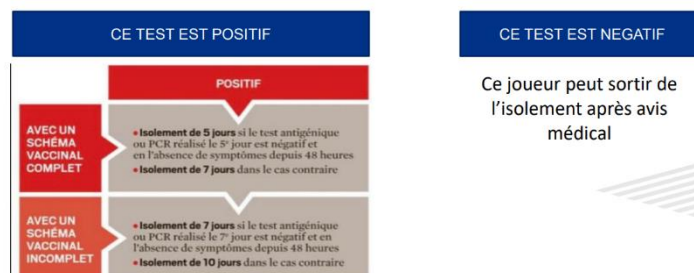 CE TEST EST POSITIF
POSITIF
AVEC UN
SCHÉMA
VACCINAL
COMPLET
• Isolement de 5 jours si le test antigénique
ou PCR réalisé le 5e jour est négatif et
en l'absence de symptômes depuis 48 heures
• Isolement de 7 jours dans le cas contraire
AVEC UN
SCHÉMA
VACCINAL
INCOMPLET
• Isolement de 7 jours si le test antigénique
ou PCR réalisé le 7e jour est négatif et en
l'absence de symptômes depuis 48 heures
• Isolement de 10 jours dans le cas contraire
CE TEST EST NEGATIF
Ce joueur peut sortir de
l'isolement après avis
médical